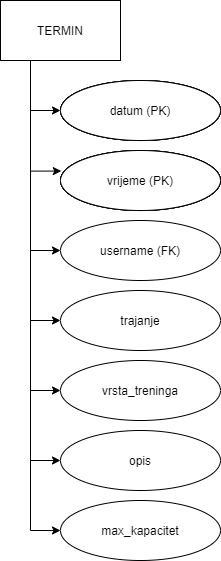 TERMIN
datum (PK)
vrijeme (PK)
username (FK)
trajanje
vrsta_treninga
opis
max_kapacitet